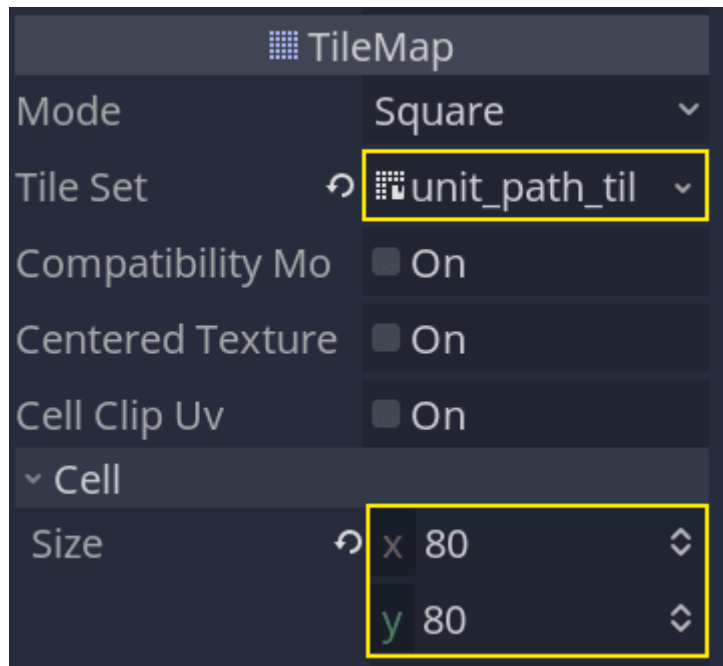 TileMap
Mode Square
Tile Set unit_path_til
Compatibility Mo On
Centered Texture On
Cell Clip Uv On
Cell
Size x 80
y 80